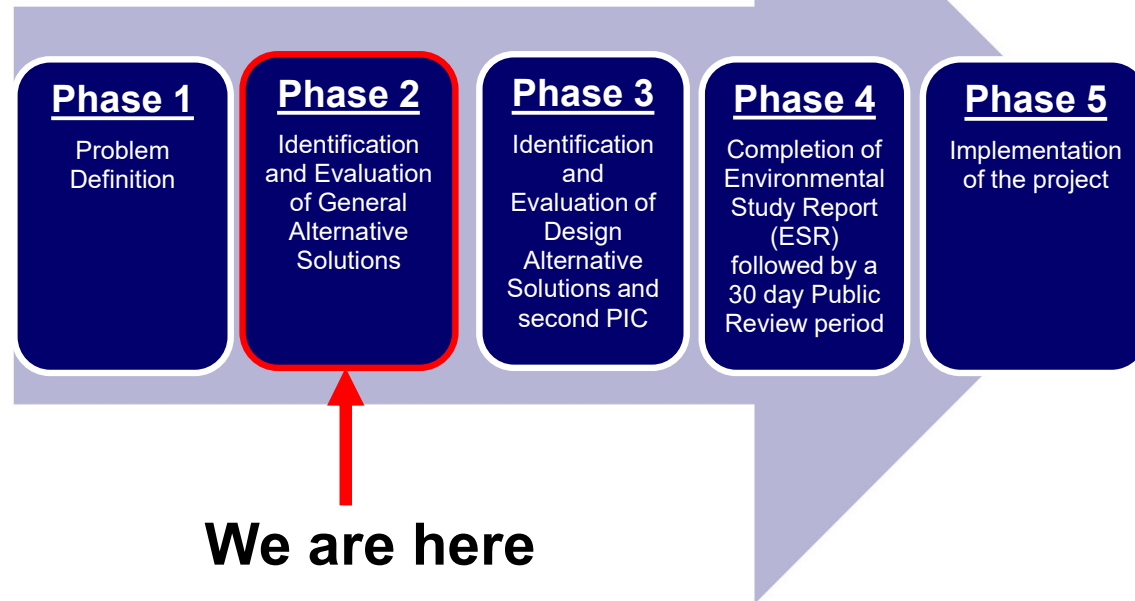 Phase 1
Problem
Definition
Phase 2
Identification
and Evaluation
of General
Alternative
Solutions
Phase 3
Identification
and
Evaluation of
Design
Alternative
Solutions and
second PIC
Phase 4
Completion of
Environmental
Study Report
(ESR)
followed by a
30 day Public
Review period
Phase 5
Implementation
of the project
We are here